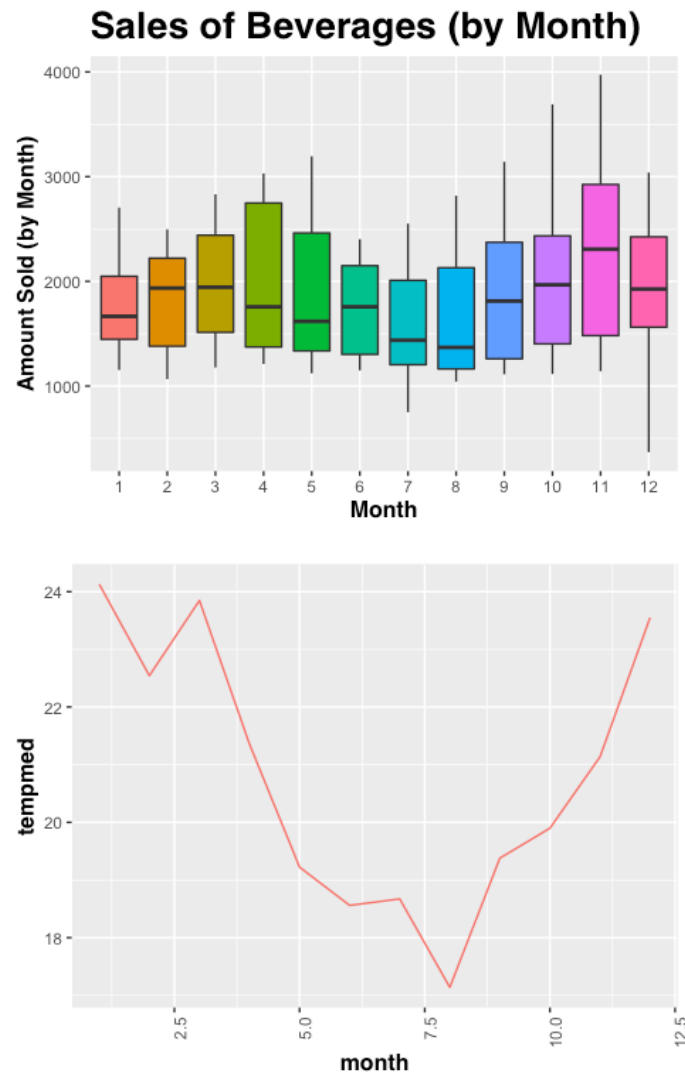 Sales of Beverages (by Month)
Amount Sold (by Month)
4000
3000
2000
1000
1 2 3 4 5 6 7 8 9 10 11 12
Month
tempmed
24
22
20
18
2.5 5.0 7.5 10.0 12.5
month